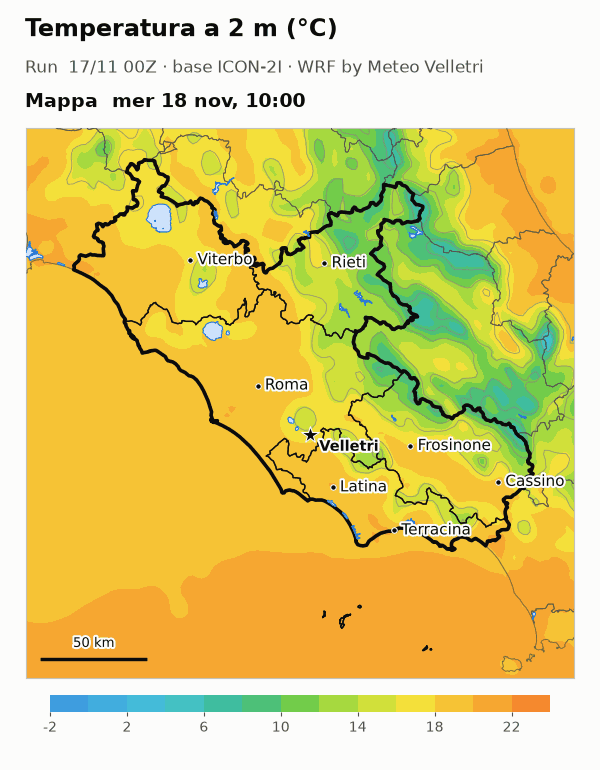 Temperatura a 2 m (°C)
Run 17/11 00Z · base ICON-2I · WRF by Meteo Velletri
Mappa mer 18 nov, 10:00
Viterbo
Rieti
Roma
Velletri
Frosinone
Cassino
Latina
Terracina
50 km
-2 2 6 10 14 18 22